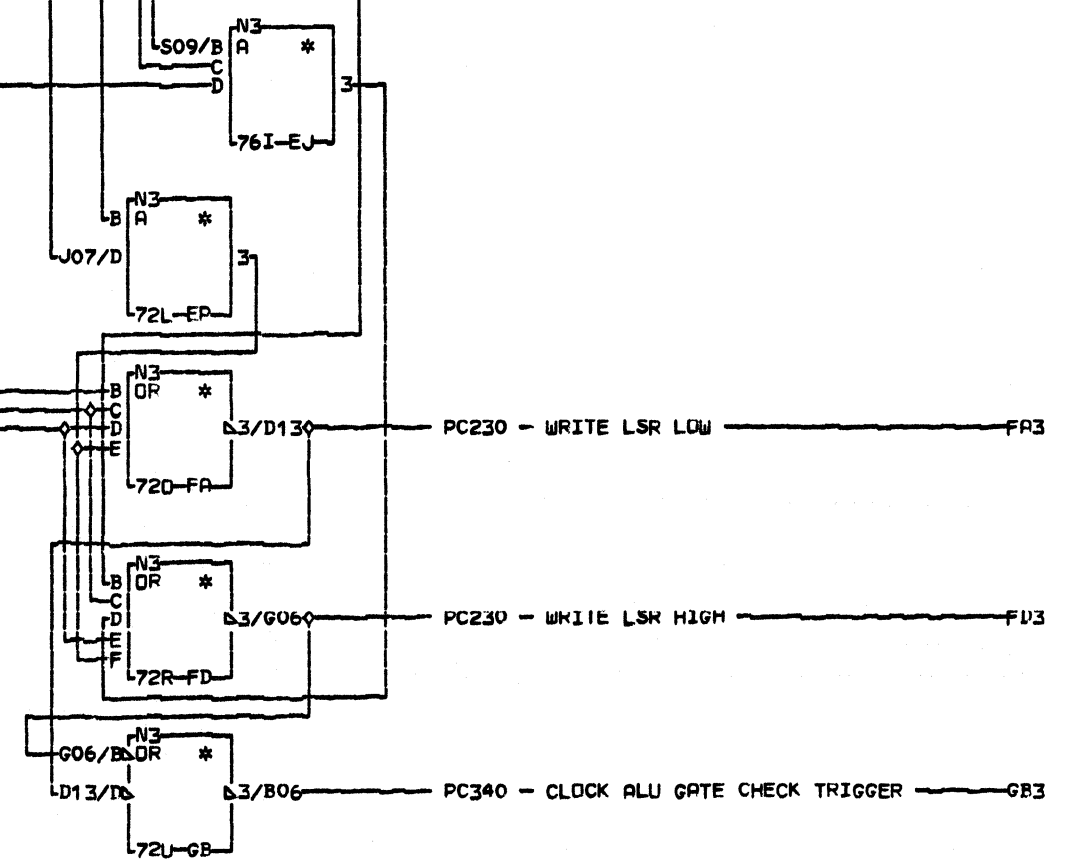 N3
S09/B A *
C
D 3
76I-EJ
N3
B A *
J07/D 3
72L-EP
N3
B OR *
C
D 3/D13 PC230 - WRITE LSR LOW FA3
E
72O-FA
N3
B OR *
C
D 3/G06 PC230 - WRITE LSR HIGH FD3
E
F
72R-FD
N3
G06/B OR *
D13/D 3/B06 PC340 - CLOCK ALU GATE CHECK TRIGGER GB3
72U-GB